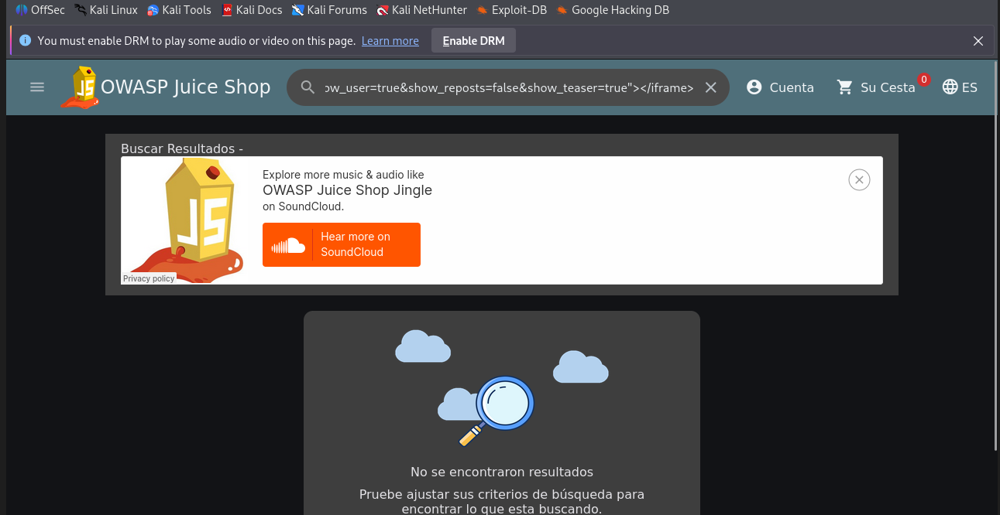 OffSec Kali Linux Kali Tools Kali Docs Kali Forums Kali NetHunter Exploit-DB Google Hacking DB
You must enable DRM to play some audio or video on this page. Learn more Enable DRM
OWASP Juice Shop
ow_user=true&show_reposts=false&show_teaser=true"></iframe>
Cuenta
Su Cesta
0
ES
Buscar Resultados -
JS
Explore more music & audio like
OWASP Juice Shop Jingle
on SoundCloud.
Hear more on
SoundCloud
Privacy policy
No se encontraron resultados
Pruebe ajustar sus criterios de búsqueda para
encontrar lo que esta buscando.